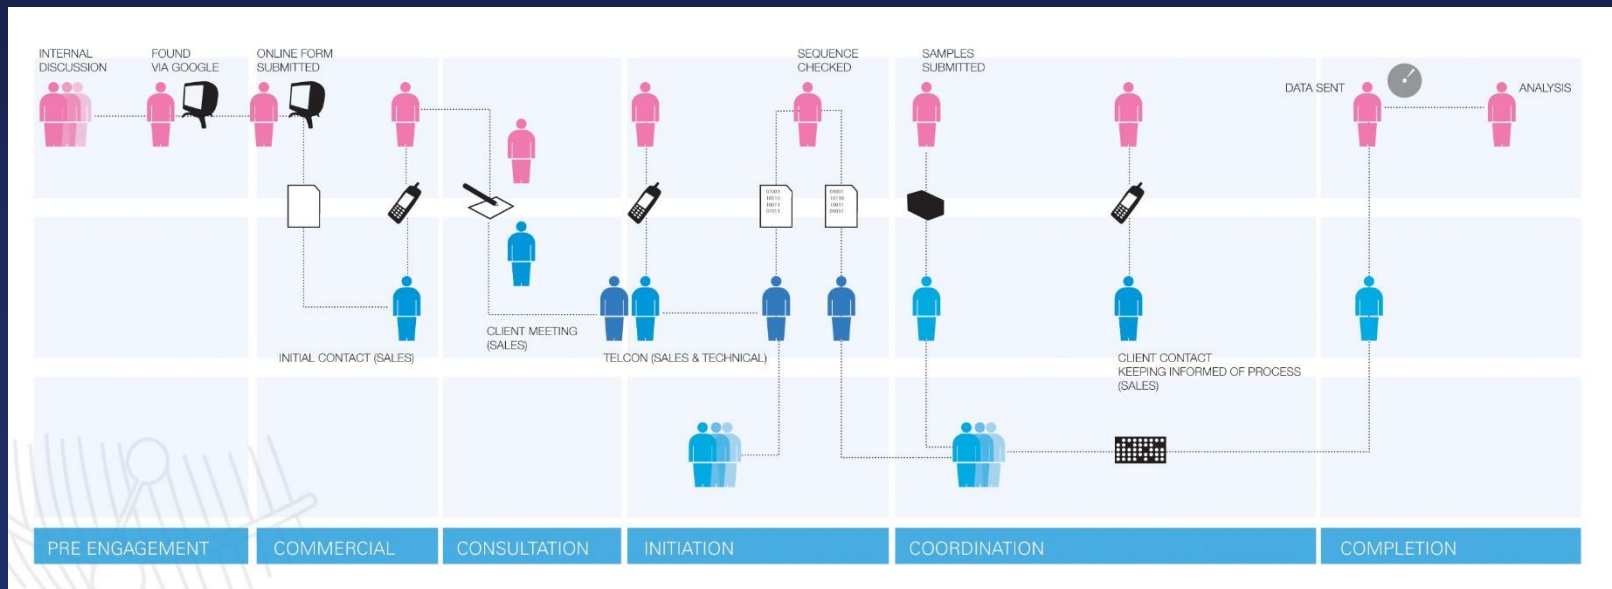 INTERNAL
DISCUSSION
FOUND
VIA GOOGLE
ONLINE FORM
SUBMITTED
SEQUENCE
CHECKED
SAMPLES
SUBMITTED
DATA SENT
ANALYSIS
INITIAL CONTACT (SALES)
CLIENT MEETING
(SALES)
TELCON (SALES & TECHNICAL)
CLIENT CONTACT
KEEPING INFORMED OF PROCESS
(SALES)
PRE ENGAGEMENT
COMMERCIAL
CONSULTATION
INITIATION
COORDINATION
COMPLETION